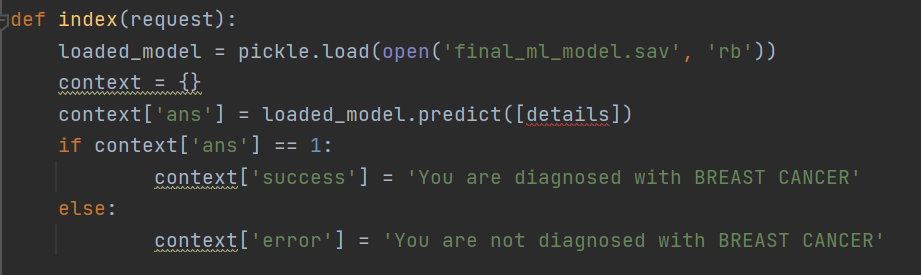 def index(request):
    loaded_model = pickle.load(open('final_ml_model.sav', 'rb'))
    context = {}
    context['ans'] = loaded_model.predict([details])
    if context['ans'] == 1:
            context['success'] = 'You are diagnosed with BREAST CANCER'
    else:
            context['error'] = 'You are not diagnosed with BREAST CANCER'